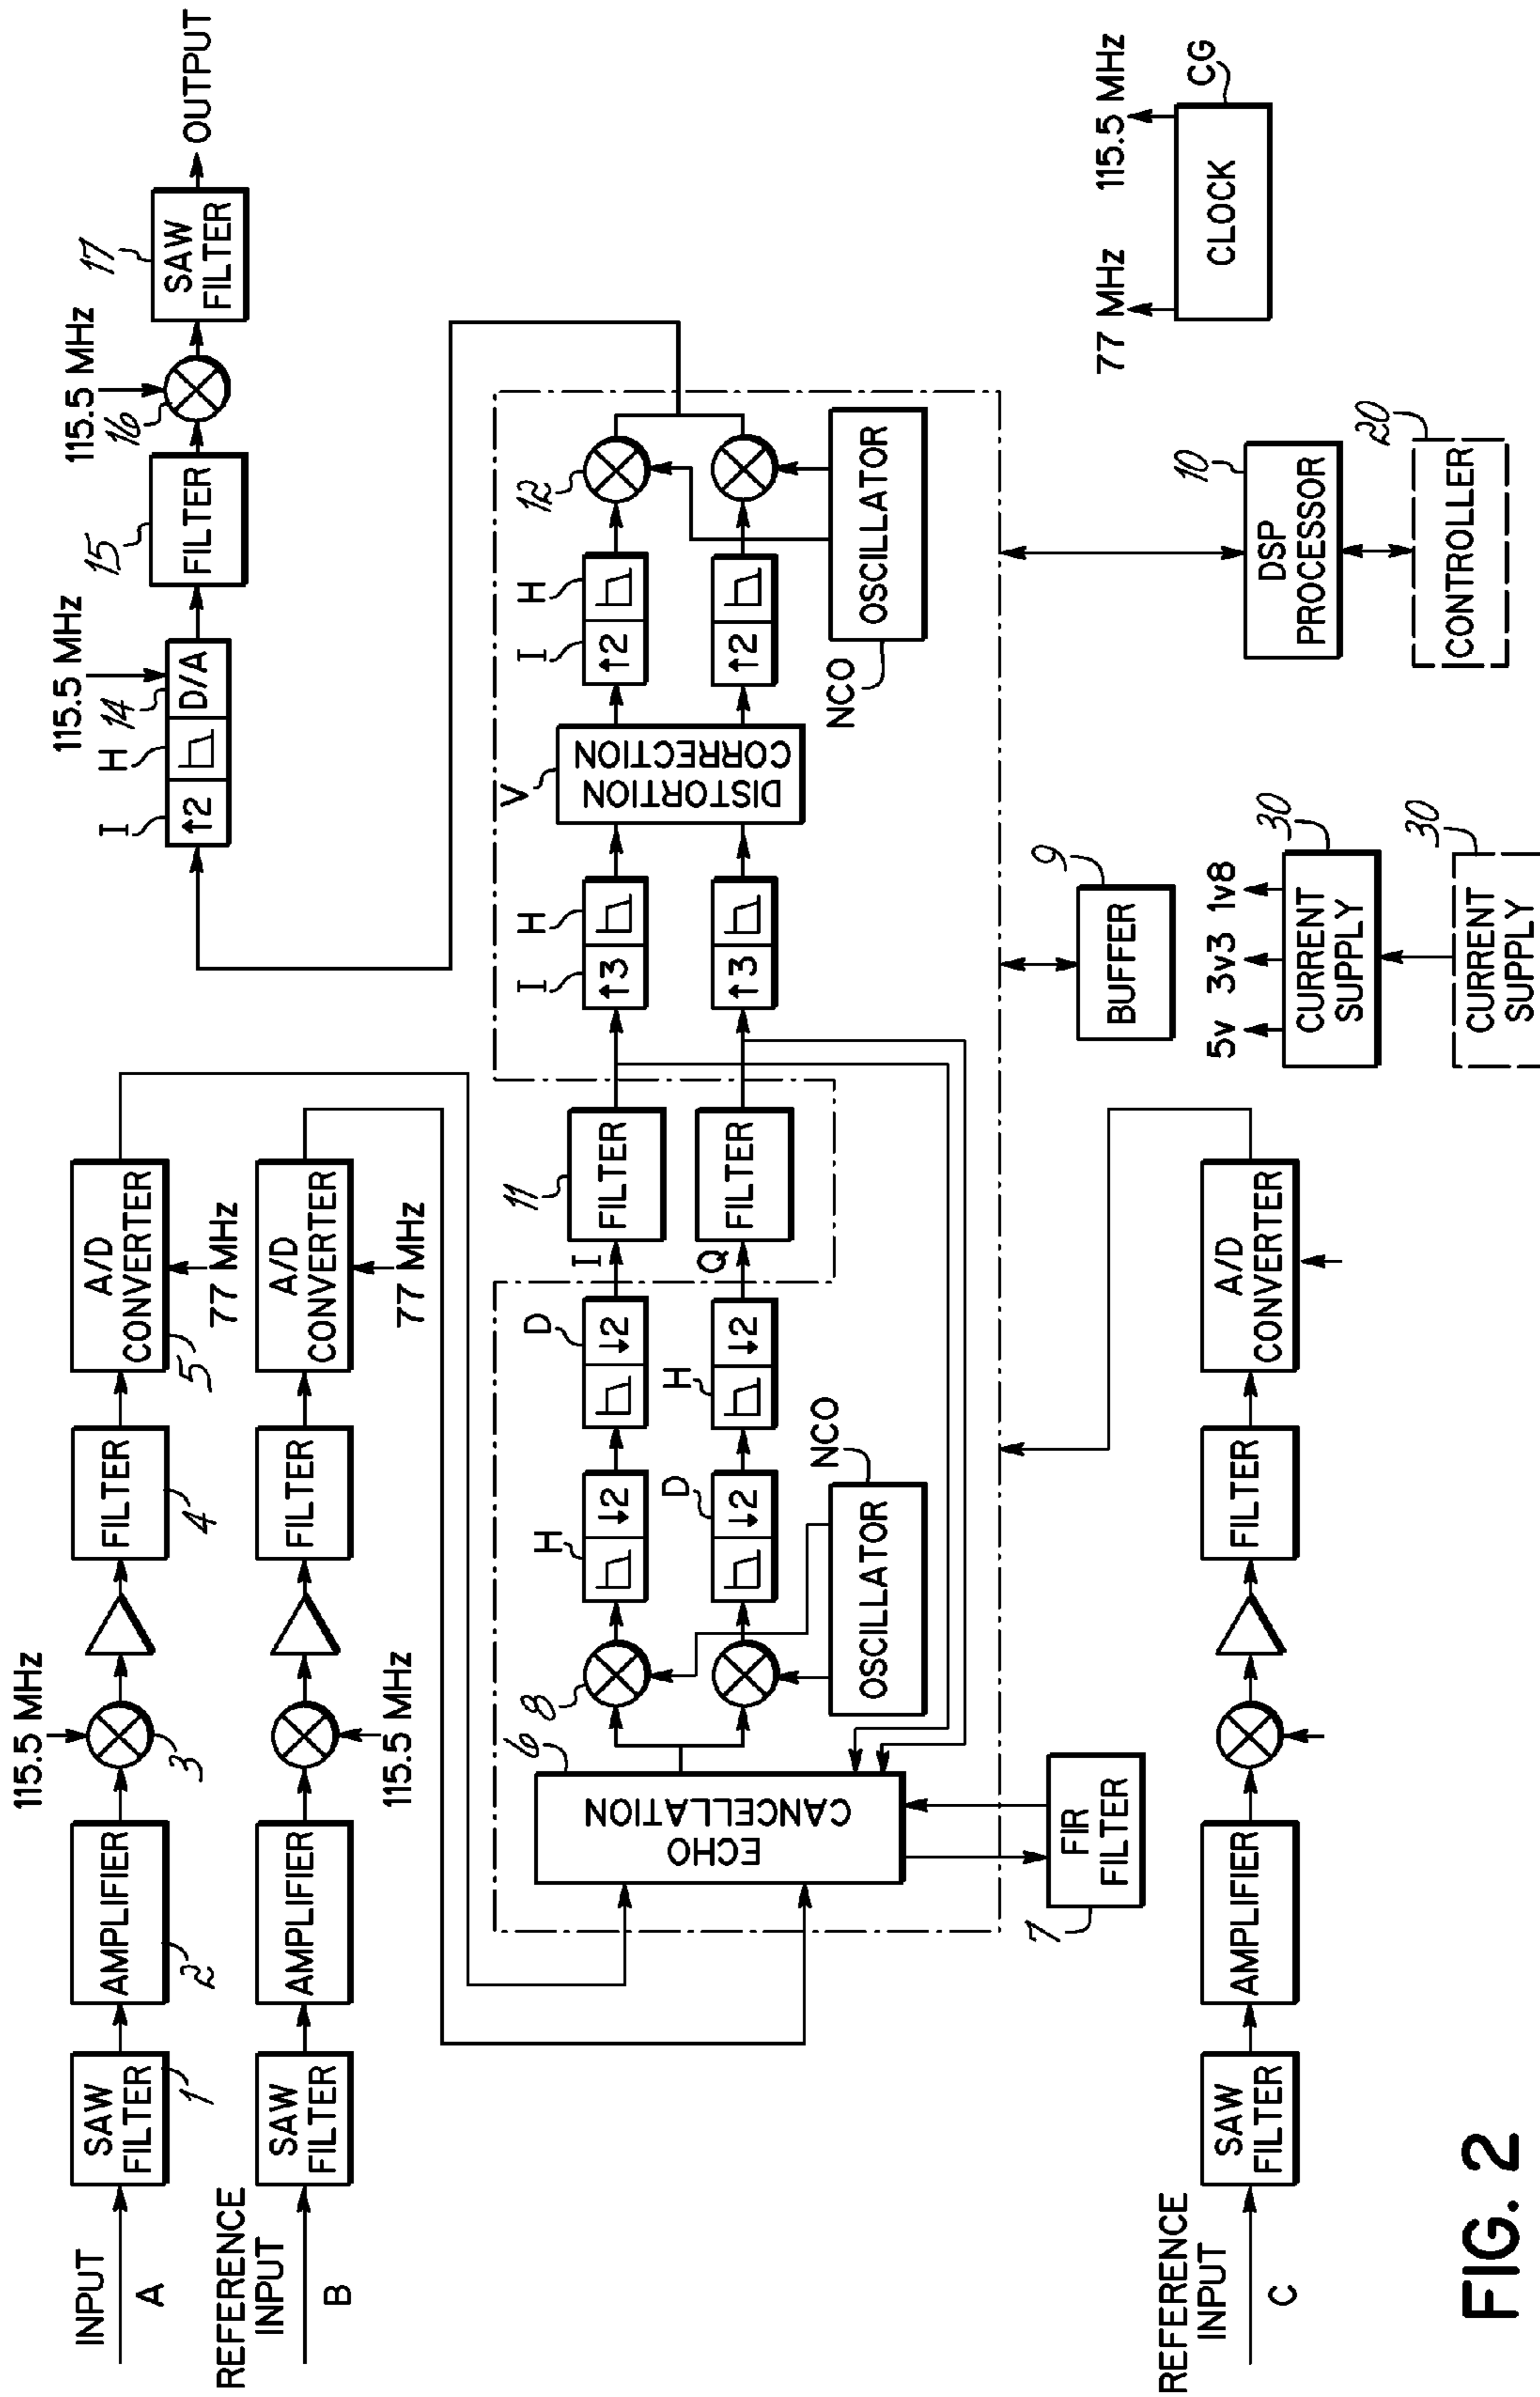 INPUT
A
SAW
FILTER
1
AMPLIFIER
2
115.5 MHz
3
FILTER
4
A/D
CONVERTER
5
77 MHz
REFERENCE
INPUT
B
SAW
FILTER
AMPLIFIER
115.5 MHz
FILTER
A/D
CONVERTER
77 MHz
I
↑2
H
115.5 MHz
14
D/A
15
FILTER
115.5 MHz
16
17
SAW
FILTER
OUTPUT
ECHO
CANCELLATION
6
8
H
↓2
D
↓2
I
11
FILTER
I
↑3
H
V
DISTORTION
CORRECTION
I
↑2
H
12
D
↓2
H
↓2
Q
FILTER
↑3
↑2
OSCILLATOR
NCO
NCO
OSCILLATOR
7
FIR
FILTER
BUFFER
9
DSP
PROCESSOR
10
CONTROLLER
20
77 MHz
115.5 MHz
CLOCK
CG
5v 3v3 1v8
CURRENT
SUPPLY
30
CURRENT
SUPPLY
30
REFERENCE
INPUT
C
SAW
FILTER
AMPLIFIER
FILTER
A/D
CONVERTER
FIG. 2